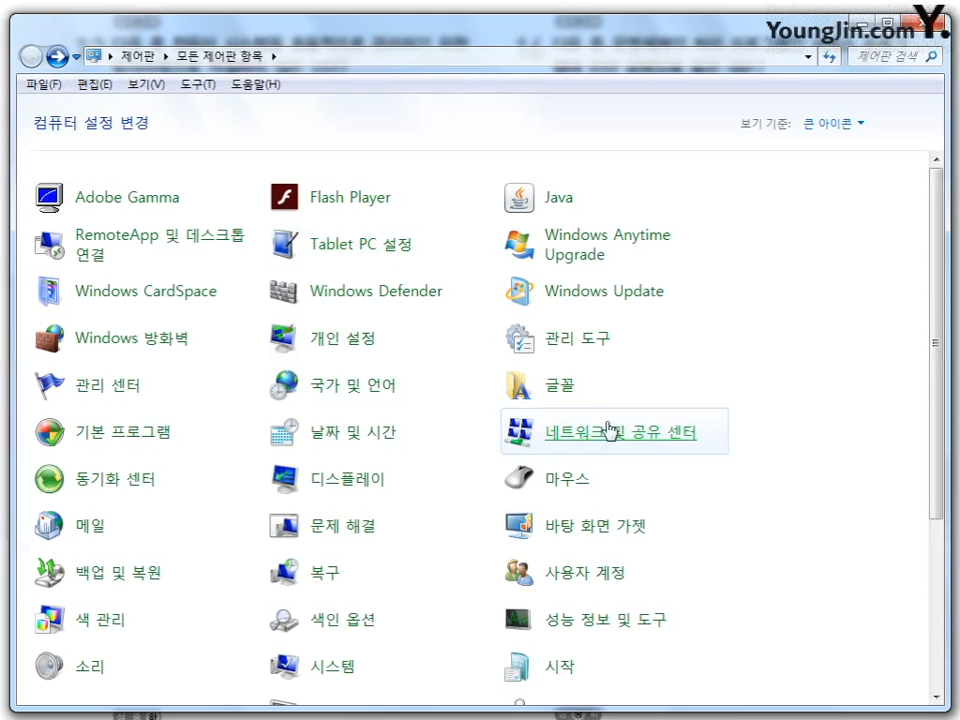 YoungJin.com Y.
제어판 ▸ 모든 제어판 항목 ▸
제어판 검색
파일(F) 편집(E) 보기(V) 도구(T) 도움말(H)
컴퓨터 설정 변경
보기 기준: 큰 아이콘
Adobe Gamma
Flash Player
Java
RemoteApp 및 데스크톱
연결
Tablet PC 설정
Windows Anytime
Upgrade
Windows CardSpace
Windows Defender
Windows Update
Windows 방화벽
개인 설정
관리 도구
관리 센터
국가 및 언어
글꼴
기본 프로그램
날짜 및 시간
네트워크 및 공유 센터
동기화 센터
디스플레이
마우스
메일
문제 해결
바탕 화면 가젯
백업 및 복원
복구
사용자 계정
색 관리
색인 옵션
성능 정보 및 도구
소리
시스템
시작